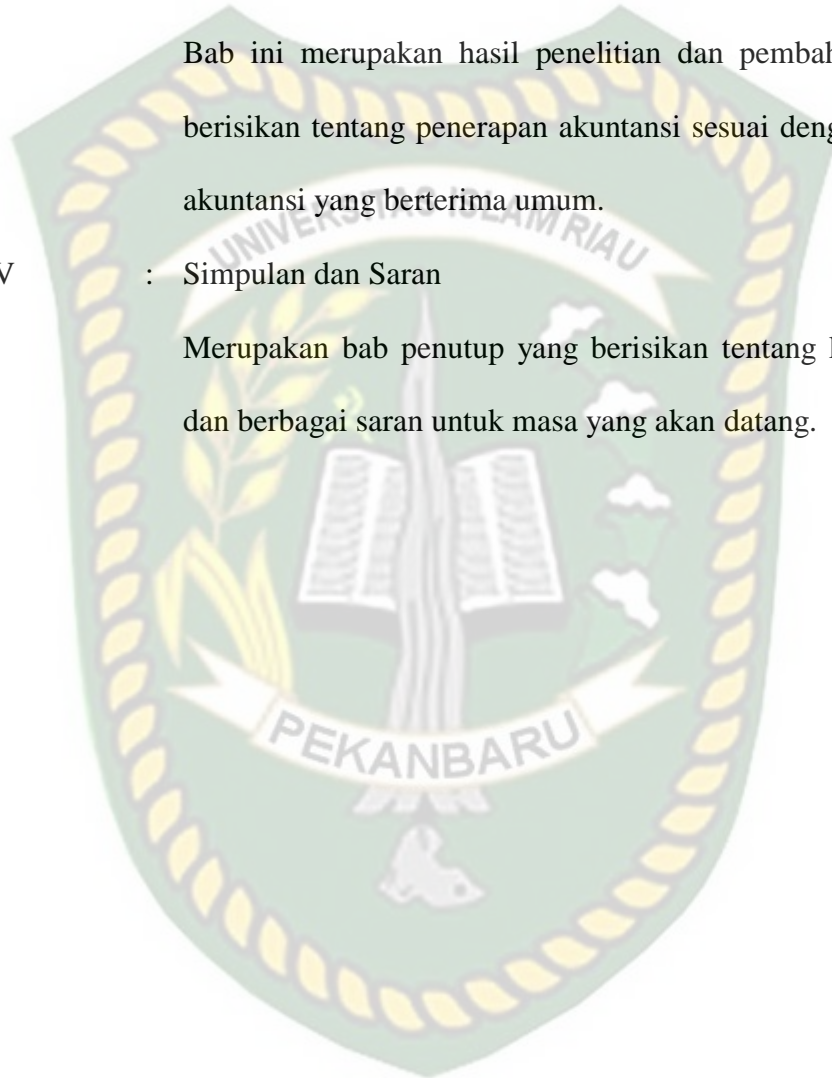 Bab ini merupakan hasil penelitian dan pembah
berisikan tentang penerapan akuntansi sesuai deng
akuntansi yang berterima umum.
UNIVERSITAS ISLAM RIAU
V : Simpulan dan Saran
Merupakan bab penutup yang berisikan tentang
dan berbagai saran untuk masa yang akan datang.
PEKANBARU